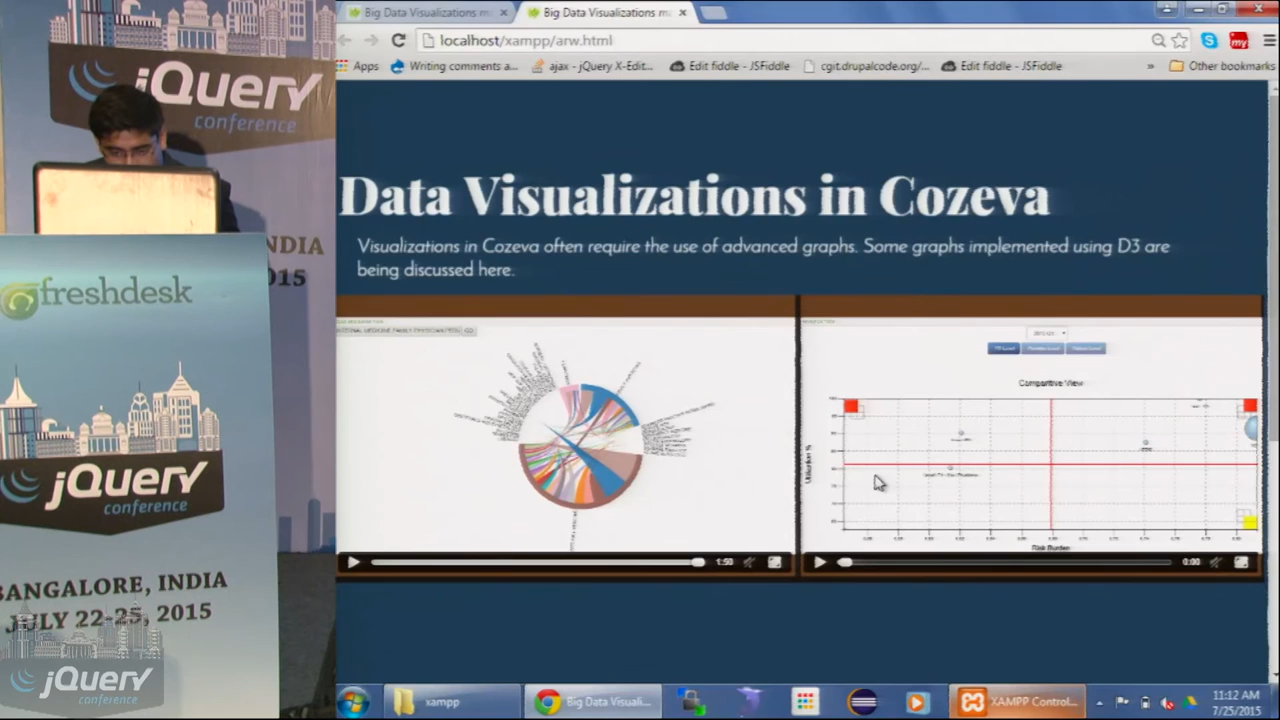 jQuery
conference
INDIA
2015
freshdesk
jQuery
conference
BANGALORE, INDIA
JULY 22-25, 2015
jQuery
conference
Big Data Visualizations m
Big Data Visualizations m
localhost/xampp/arw.html
Apps
Writing comments a...
ajax - jQuery X-Edit...
Edit fiddle - JSFiddle
cgit.drupalcode.org/...
Edit fiddle - JSFiddle
»
Other bookmarks
my
Data Visualizations in Cozeva
Visualizations in Cozeva often require the use of advanced graphs. Some graphs implemented using D3 are
being discussed here.
Comparitive View
Utilization %
Risk Burden
1:50
0:00
xampp
Big Data Visuali...
XAMPP Control...
11:12 AM
7/25/2015